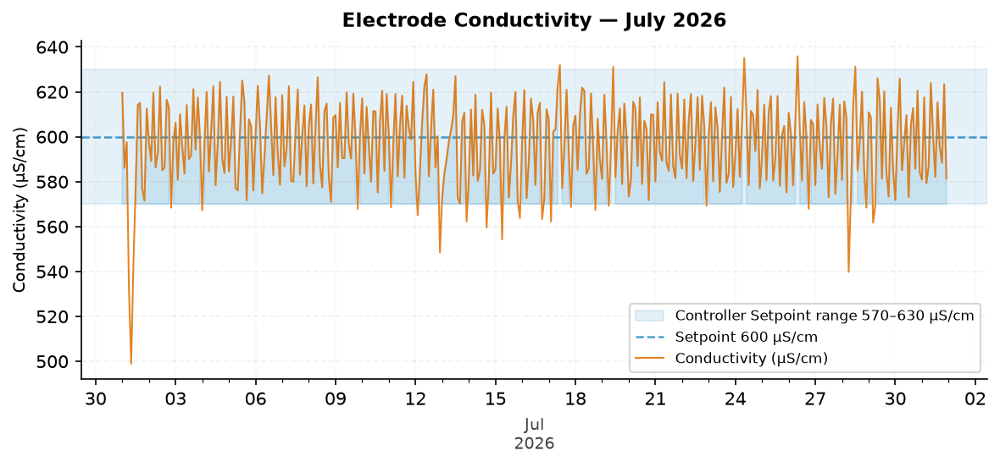 Electrode Conductivity — July 2026
Conductivity (µS/cm)
640
620
600
580
560
540
520
500
Controller Setpoint range 570–630 µS/cm
Setpoint 600 µS/cm
Conductivity (µS/cm)
30 03 06 09 12 15 18 21 24 27 30 02
Jul
2026